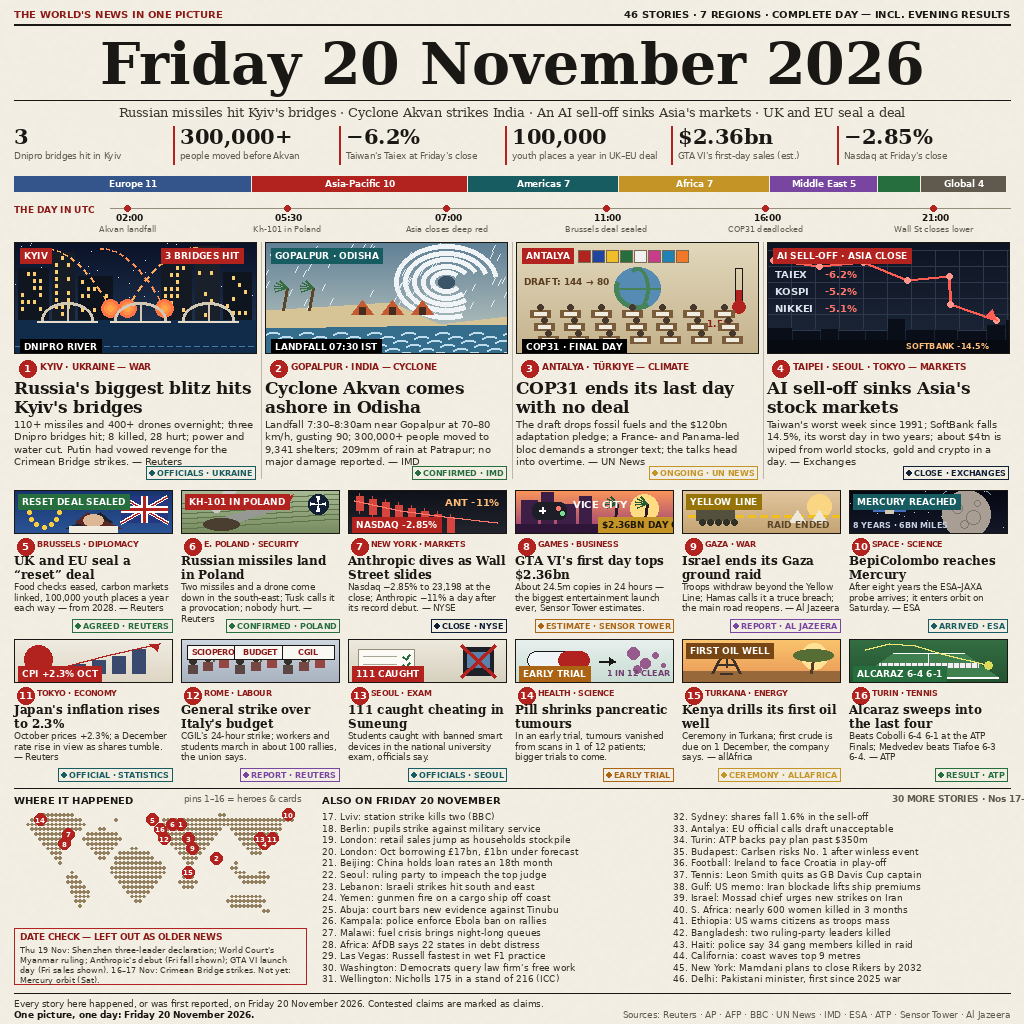 THE WORLD'S NEWS IN ONE PICTURE
46 STORIES · 7 REGIONS · COMPLETE DAY — INCL. EVENING RESULTS
Friday 20 November 2026
Russian missiles hit Kyiv's bridges · Cyclone Akvan strikes India · An AI sell-off sinks Asia's markets · UK and EU seal a deal
3
Dnipro bridges hit in Kyiv
300,000+
people moved before Akvan
−6.2%
Taiwan's Taiex at Friday's close
100,000
youth places a year in UK–EU deal
$2.36bn
GTA VI's first-day sales (est.)
−2.85%
Nasdaq at Friday's close
Europe 11
Asia-Pacific 10
Americas 7
Africa 7
Middle East 5
Global 4
THE DAY IN UTC
02:00
Akvan landfall
05:30
Kh-101 in Poland
07:00
Asia closes deep red
11:00
Brussels deal sealed
16:00
COP31 deadlocked
21:00
Wall St closes lower
KYIV
3 BRIDGES HIT
DNIPRO RIVER
1 KYIV · UKRAINE — WAR
Russia's biggest blitz hits
Kyiv's bridges
110+ missiles and 400+ drones overnight; three
Dnipro bridges hit; 8 killed, 28 hurt; power and
water cut. Putin had vowed revenge for the
Crimean Bridge strikes. — Reuters
OFFICIALS · UKRAINE
GOPALPUR · ODISHA
LANDFALL 07:30 IST
2 GOPALPUR · INDIA — CYCLONE
Cyclone Akvan comes
ashore in Odisha
Landfall 7:30–8:30am near Gopalpur at 70–80
km/h, gusting 90; 300,000+ people moved to
9,341 shelters; 209mm of rain at Patrapur; no
major damage reported. — IMD
CONFIRMED · IMD
ANTALYA
DRAFT: 144 → 80
1.5
COP31 · FINAL DAY
3 ANTALYA · TÜRKIYE — CLIMATE
COP31 ends its last day
with no deal
The draft drops fossil fuels and the $120bn
adaptation pledge; a France- and Panama-led
bloc demands a stronger text; the talks head
into overtime. — UN News
ONGOING · UN NEWS
AI SELL-OFF · ASIA CLOSE
TAIEX -6.2%
KOSPI -5.2%
NIKKEI -5.1%
SOFTBANK -14.5%
4 TAIPEI · SEOUL · TOKYO — MARKETS
AI sell-off sinks Asia's
stock markets
Taiwan's worst week since 1991; SoftBank falls
14.5%, its worst day in two years; about $4tn is
wiped from world stocks, gold and crypto in a
day. — Exchanges
CLOSE · EXCHANGES
RESET DEAL SEALED
5 BRUSSELS · DIPLOMACY
UK and EU seal a
“reset” deal
Food checks eased, carbon markets
linked, 100,000 youth places a year
each way — from 2028. — Reuters
AGREED · REUTERS
KH-101 IN POLAND
6 E. POLAND · SECURITY
Russian missiles land
in Poland
Two missiles and a drone come
down in the south-east; Tusk calls it
a provocation; nobody hurt. —
Reuters
CONFIRMED · POLAND
ANT -11%
NASDAQ -2.85%
7 NEW YORK · MARKETS
Anthropic dives as Wall
Street slides
Nasdaq −2.85% to 23,198 at the
close; Anthropic −11% a day after
its record debut. — NYSE
CLOSE · NYSE
VICE CITY
$2.36BN DAY
8 GAMES · BUSINESS
GTA VI's first day tops
$2.36bn
About 24.5m copies in 24 hours —
the biggest entertainment launch
ever, Sensor Tower estimates.
ESTIMATE · SENSOR TOWER
YELLOW LINE
RAID ENDED
9 GAZA · WAR
Israel ends its Gaza
ground raid
Troops withdraw beyond the Yellow
Line; Hamas calls it a truce breach;
the main road reopens. — Al Jazeera
REPORT · AL JAZEERA
MERCURY REACHED
8 YEARS · 6BN MILES
10 SPACE · SCIENCE
BepiColombo reaches
Mercury
After eight years the ESA–JAXA
probe arrives; it enters orbit on
Saturday. — ESA
ARRIVED · ESA
CPI +2.3% OCT
11 TOKYO · ECONOMY
Japan's inflation rises
to 2.3%
October prices +2.3%; a December
rate rise in view as shares tumble.
— Reuters
OFFICIAL · STATISTICS
SCIOPERO
BUDGET
CGIL
12 ROME · LABOUR
General strike over
Italy's budget
CGIL's 24-hour strike; workers and
students march in about 100 rallies,
the union says.
REPORT · REUTERS
111 CAUGHT
13 SEOUL · EXAM
111 caught cheating in
Suneung
Students caught with banned smart
devices in the national university
exam, officials say.
OFFICIALS · SEOUL
EARLY TRIAL
1 IN 12 CLEAR
14 HEALTH · SCIENCE
Pill shrinks pancreatic
tumours
In an early trial, tumours vanished
from scans in 1 of 12 patients;
bigger trials to come.
EARLY TRIAL
FIRST OIL WELL
15 TURKANA · ENERGY
Kenya drills its first oil
well
Ceremony in Turkana; first crude is
due on 1 December, the company
says. — allAfrica
CEREMONY · ALLAFRICA
ALCARAZ 6-4 6-1
16 TURIN · TENNIS
Alcaraz sweeps into
the last four
Beats Cobolli 6-4 6-1 at the ATP
Finals; Medvedev beats Tiafoe 6-3
6-4. — ATP
RESULT · ATP
WHERE IT HAPPENED
pins 1–16 = heroes & cards
14
7
8
5
6
1
16
12
3
9
15
2
13
11
4
10
DATE CHECK — LEFT OUT AS OLDER NEWS
Thu 19 Nov: Shenzhen three-leader declaration; World Court's
Myanmar ruling; Anthropic's debut (Fri fall shown); GTA VI launch
day (Fri sales shown). 16–17 Nov: Crimean Bridge strikes. Not yet:
Mercury orbit (Sat).
ALSO ON FRIDAY 20 NOVEMBER
30 MORE STORIES · Nos 17-
17. Lviv: station strike kills two (BBC)
18. Berlin: pupils strike against military service
19. London: retail sales jump as households stockpile
20. London: Oct borrowing £17bn, £1bn under forecast
21. Beijing: China holds loan rates an 18th month
22. Seoul: ruling party to impeach the top judge
23. Lebanon: Israeli strikes hit south and east
24. Yemen: gunmen fire on a cargo ship off coast
25. Abuja: court bars new evidence against Tinubu
26. Kampala: police enforce Ebola ban on rallies
27. Malawi: fuel crisis brings night-long queues
28. Africa: AfDB says 22 states in debt distress
29. Las Vegas: Russell fastest in wet F1 practice
30. Washington: Democrats query law firm's free work
31. Wellington: Nicholls 175 in a stand of 216 (ICC)
32. Sydney: shares fall 1.6% in the sell-off
33. Antalya: EU official calls draft unacceptable
34. Turin: ATP backs pay plan past $350m
35. Budapest: Carlsen risks No. 1 after winless event
36. Football: Ireland to face Croatia in play-off
37. Tennis: Leon Smith quits as GB Davis Cup captain
38. Gulf: US memo: Iran blockade lifts ship premiums
39. Israel: Mossad chief urges new strikes on Iran
40. S. Africa: nearly 600 women killed in 3 months
41. Ethiopia: US warns citizens as troops mass
42. Bangladesh: two ruling-party leaders killed
43. Haiti: police say 34 gang members killed in raid
44. California: coast waves top 9 metres
45. New York: Mamdani plans to close Rikers by 2032
46. Delhi: Pakistani minister, first since 2025 war
Every story here happened, or was first reported, on Friday 20 November 2026. Contested claims are marked as claims.
One picture, one day: Friday 20 November 2026.
Sources: Reuters · AP · AFP · BBC · UN News · IMD · ESA · ATP · Sensor Tower · Al Jazeera